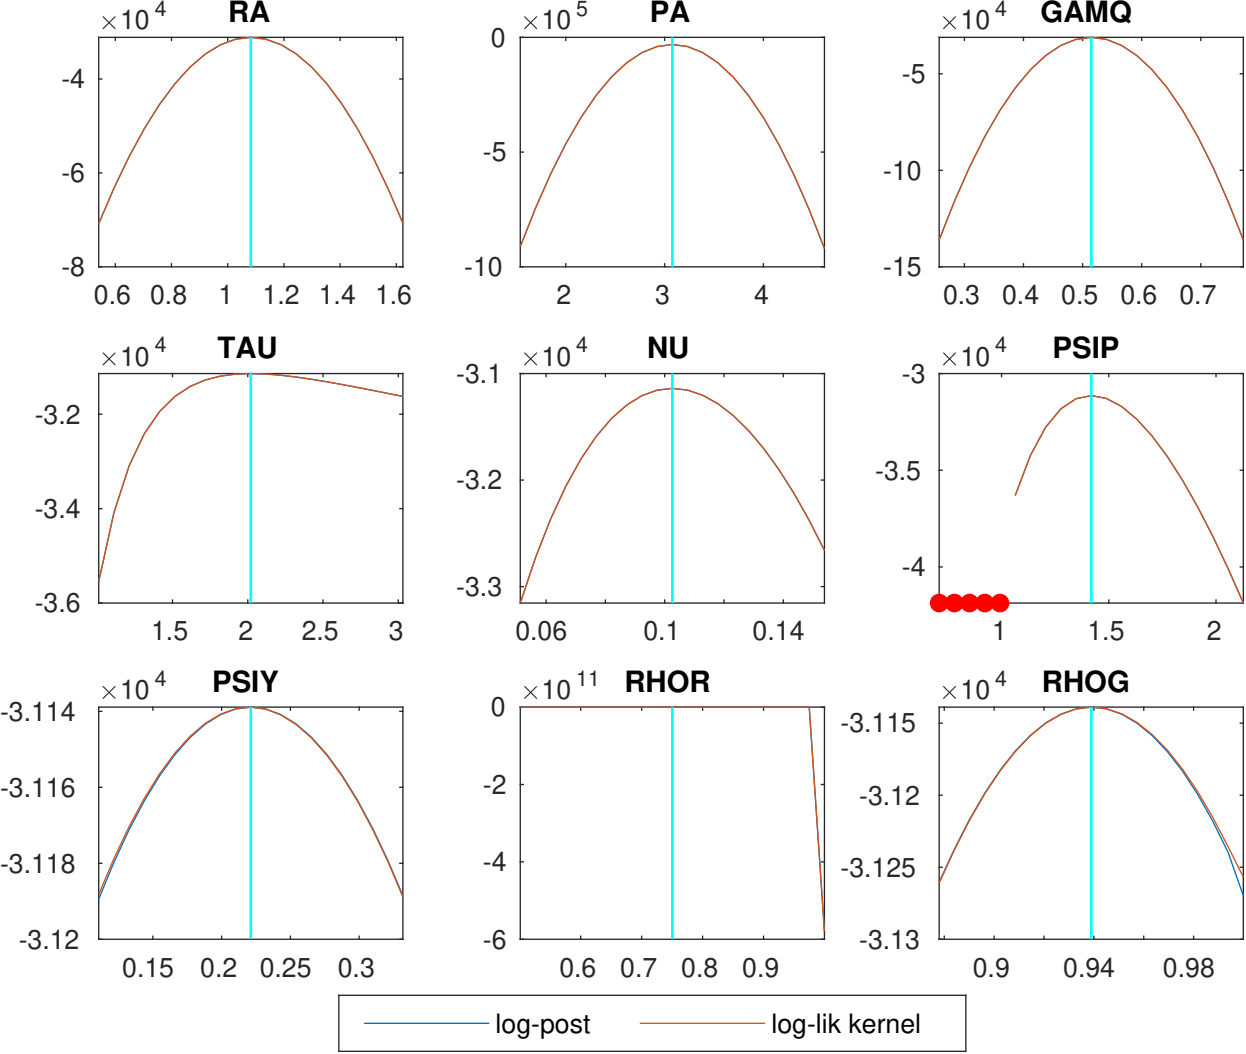 RA PA GAMQ
×10^4 ×10^5 ×10^4
-4 -6 -8
0.6 0.8 1 1.2 1.4 1.6
0 -5 -10
2 3 4
-5 -10 -15
0.3 0.4 0.5 0.6 0.7
TAU NU PSIP
×10^4 ×10^4 ×10^4
-3.2 -3.4 -3.6
1.5 2 2.5 3
-3.1 -3.2 -3.3
0.06 0.1 0.14
-3 -3.5 -4
1 1.5 2
PSIY RHOR RHOG
×10^4 ×10^11 ×10^4
-3.114 -3.116 -3.118 -3.12
0.15 0.2 0.25 0.3
0 -2 -4 -6
0.6 0.7 0.8 0.9
-3.115 -3.12 -3.125 -3.13
0.9 0.94 0.98
log-post log-lik kernel